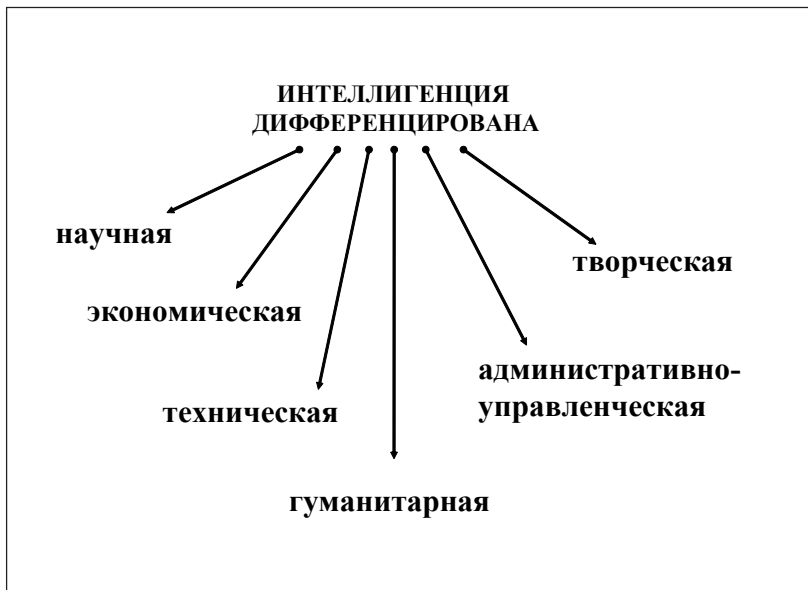 ИНТЕЛЛИГЕНЦИЯ
ДИФФЕРЕНЦИРОВАНА
научная
творческая
экономическая
административно-
управленческая
техническая
гуманитарная